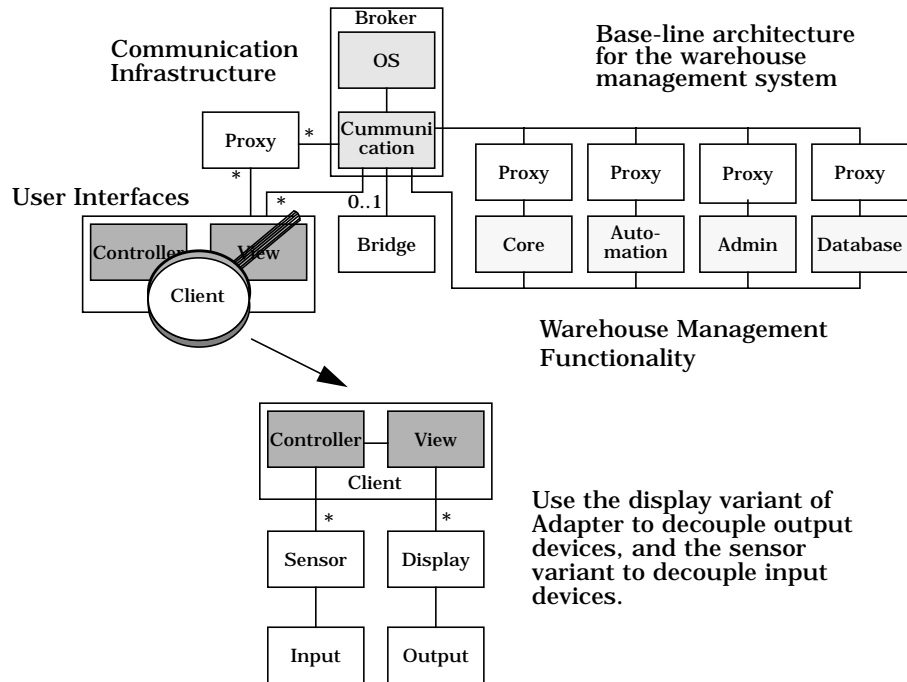 Broker
Communication
Infrastructure
OS
Base-line architecture
for the warehouse
management system
Proxy
*
Cummuni
cation
*
Proxy
Proxy
Proxy
Proxy
User Interfaces
*
0..1
Controller
View
Bridge
Core
Auto-
mation
Admin
Database
Client
Warehouse Management
Functionality
Controller
View
Client
*
*
Sensor
Display
Use the display variant of
Adapter to decouple output
devices, and the sensor
variant to decouple input
devices.
Input
Output